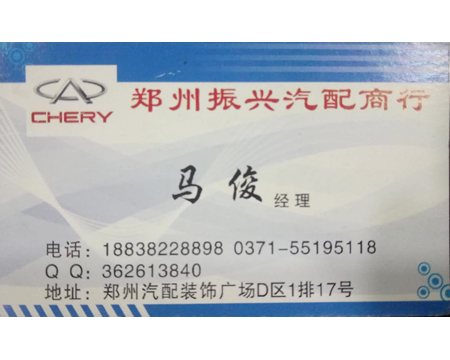 CHERY
郑州振兴汽配商行
马俊 经理
电话：18838228898 0371-55195118
QQ：362613840
地址：郑州汽配装饰广场D区1排17号